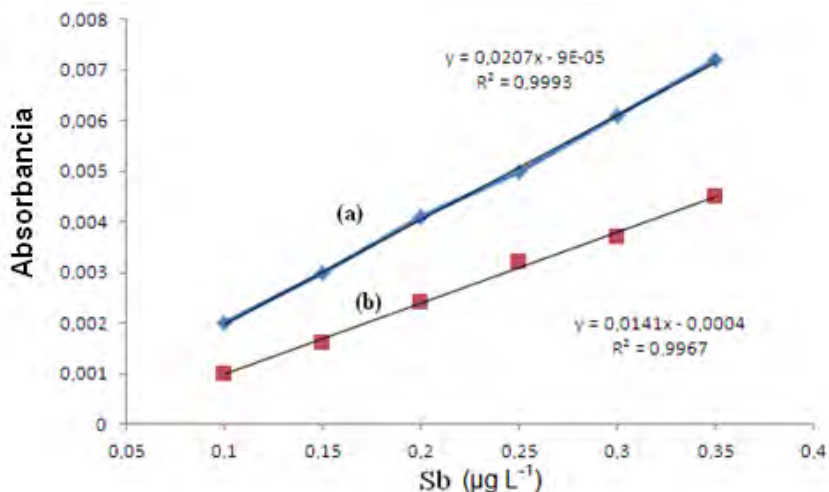 0,008
0,007
0,006
0,005
0,004
0,003
0,002
0,001
0
Absorbancia
y = 0,0207x - 9E-05
R² = 0,9993
(a)
(b)
y = 0,0141x - 0,0004
R² = 0,9967
0,05 0,1 0,15 0,2 0,25 0,3 0,35 0,4
Sb (µg L⁻¹)